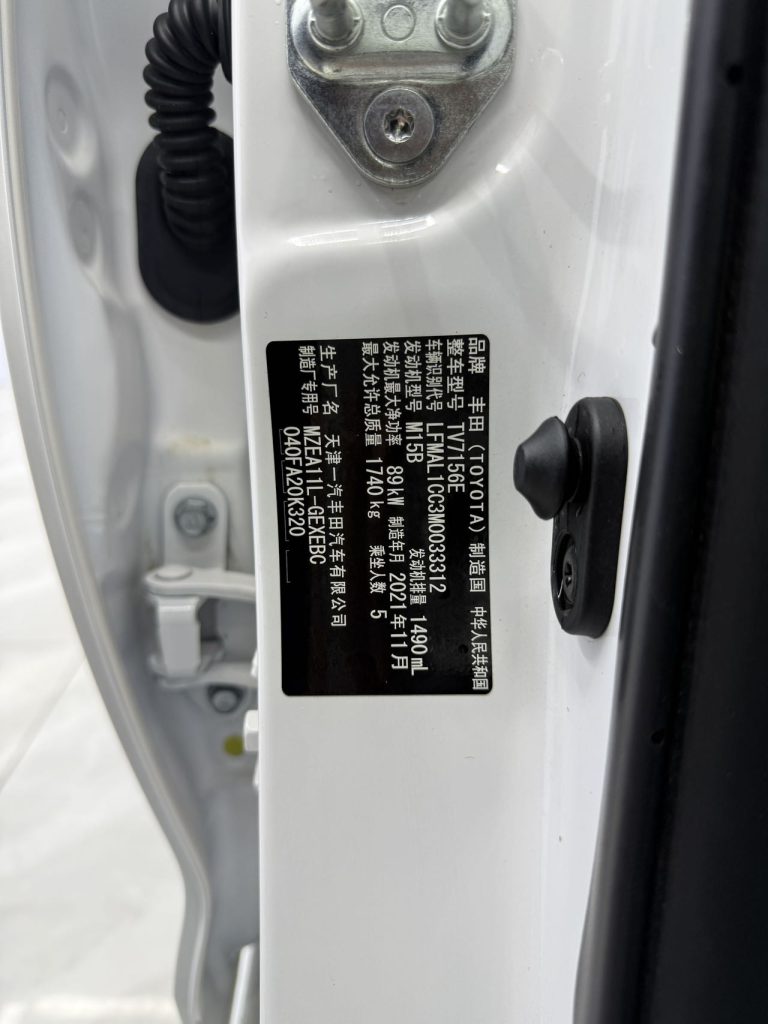 品牌 丰田（TOYOTA） 制造国 中华人民共和国
整车型号 TV7156E
车辆识别代号 LFMAL1CC3M0033312
发动机型号 M15B 发动机排量 1490 mL
发动机最大净功率 89kW 制造年月 2021年11月
最大允许总质量 1740 kg 乘坐人数 5
生产厂名 天津一汽丰田汽车有限公司
制造厂专用号 MZEA11L-GEXEBC
040FA20K320